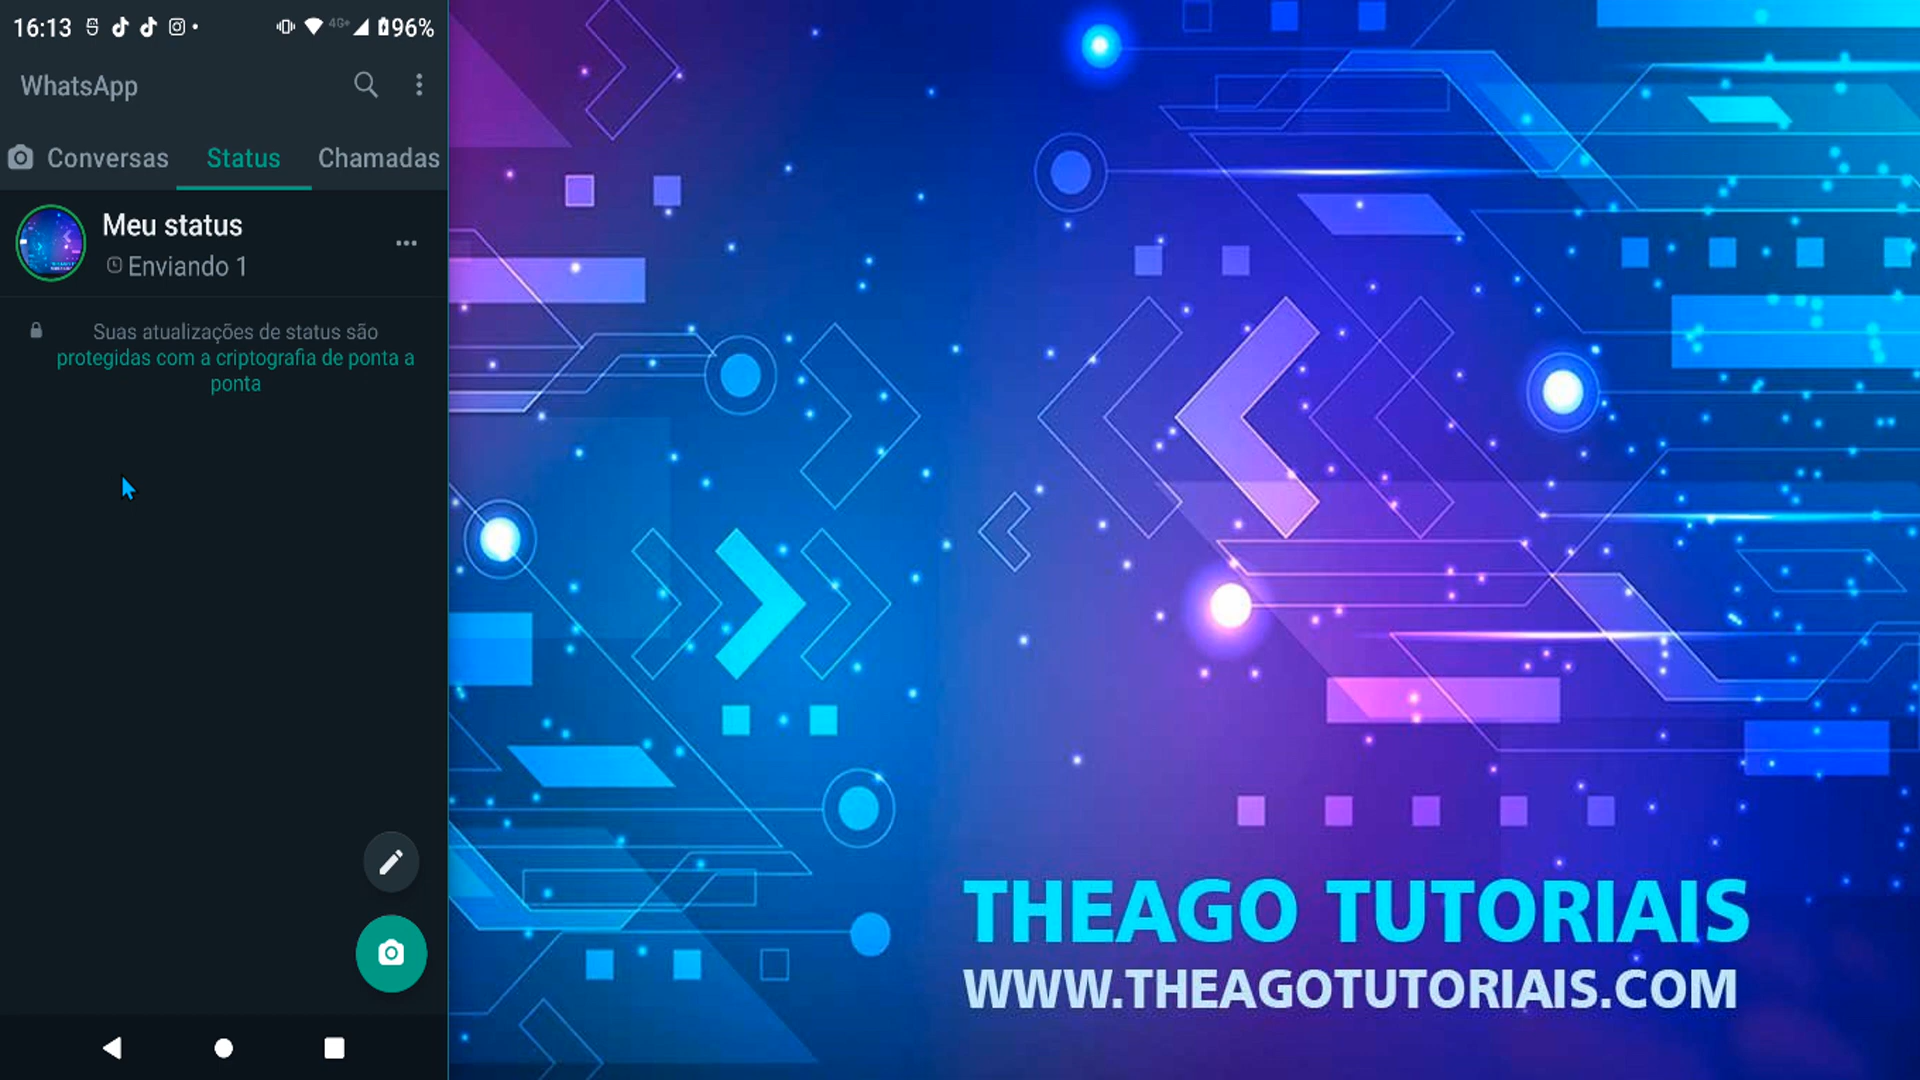 16:13
4G+
96%
WhatsApp
Conversas
Status
Chamadas
Meu status
Enviando 1
Suas atualizações de status são
protegidas com a criptografia de ponta a
ponta
THEAGO TUTORIAIS
WWW.THEAGOTUTORIAIS.COM